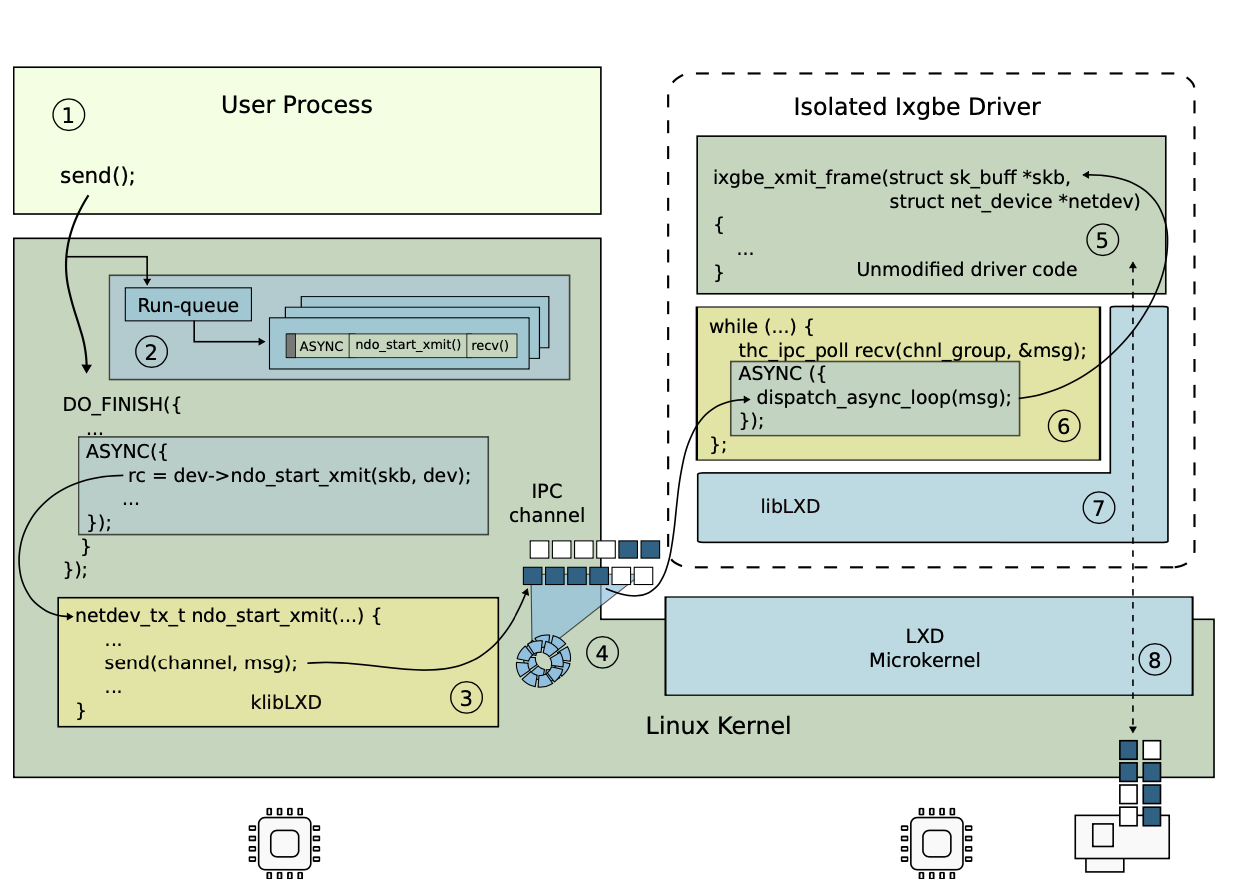 User Process
①
send();
Run-queue
②
ASYNC ndo_start_xmit() recv()
DO_FINISH({
...
ASYNC({
rc = dev->ndo_start_xmit(skb, dev);
...
});
}
});
netdev_tx_t ndo_start_xmit(...) {
...
send(channel, msg);
...
}
klibLXD
③
IPC
channel
④
Isolated Ixgbe Driver
ixgbe_xmit_frame(struct sk_buff *skb,
struct net_device *netdev)
{
...
}
⑤
Unmodified driver code
while (...) {
thc_ipc_poll recv(chnl_group, &msg);
ASYNC ({
dispatch_async_loop(msg);
});
};
⑥
libLXD
⑦
LXD
Microkernel
⑧
Linux Kernel